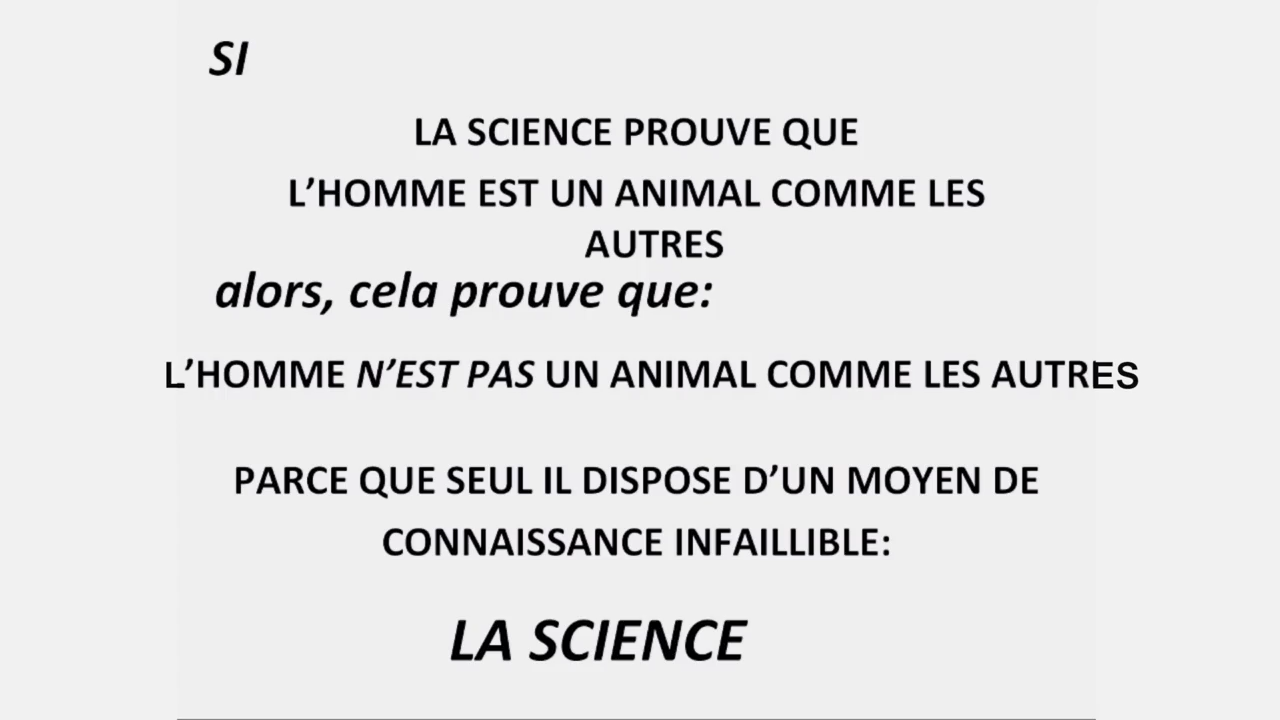 SI
LA SCIENCE PROUVE QUE
L’HOMME EST UN ANIMAL COMME LES
AUTRES
alors, cela prouve que:
L’HOMME N’EST PAS UN ANIMAL COMME LES AUTRES
PARCE QUE SEUL IL DISPOSE D’UN MOYEN DE
CONNAISSANCE INFAILLIBLE:
LA SCIENCE